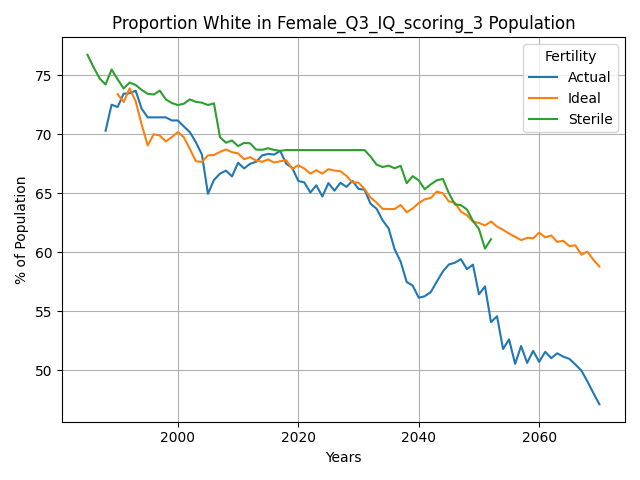 Proportion White in Female_Q3_IQ_scoring_3 Population
% of Population
75
70
65
60
55
50
Fertility
Actual
Ideal
Sterile
2000
2020
2040
2060
Years